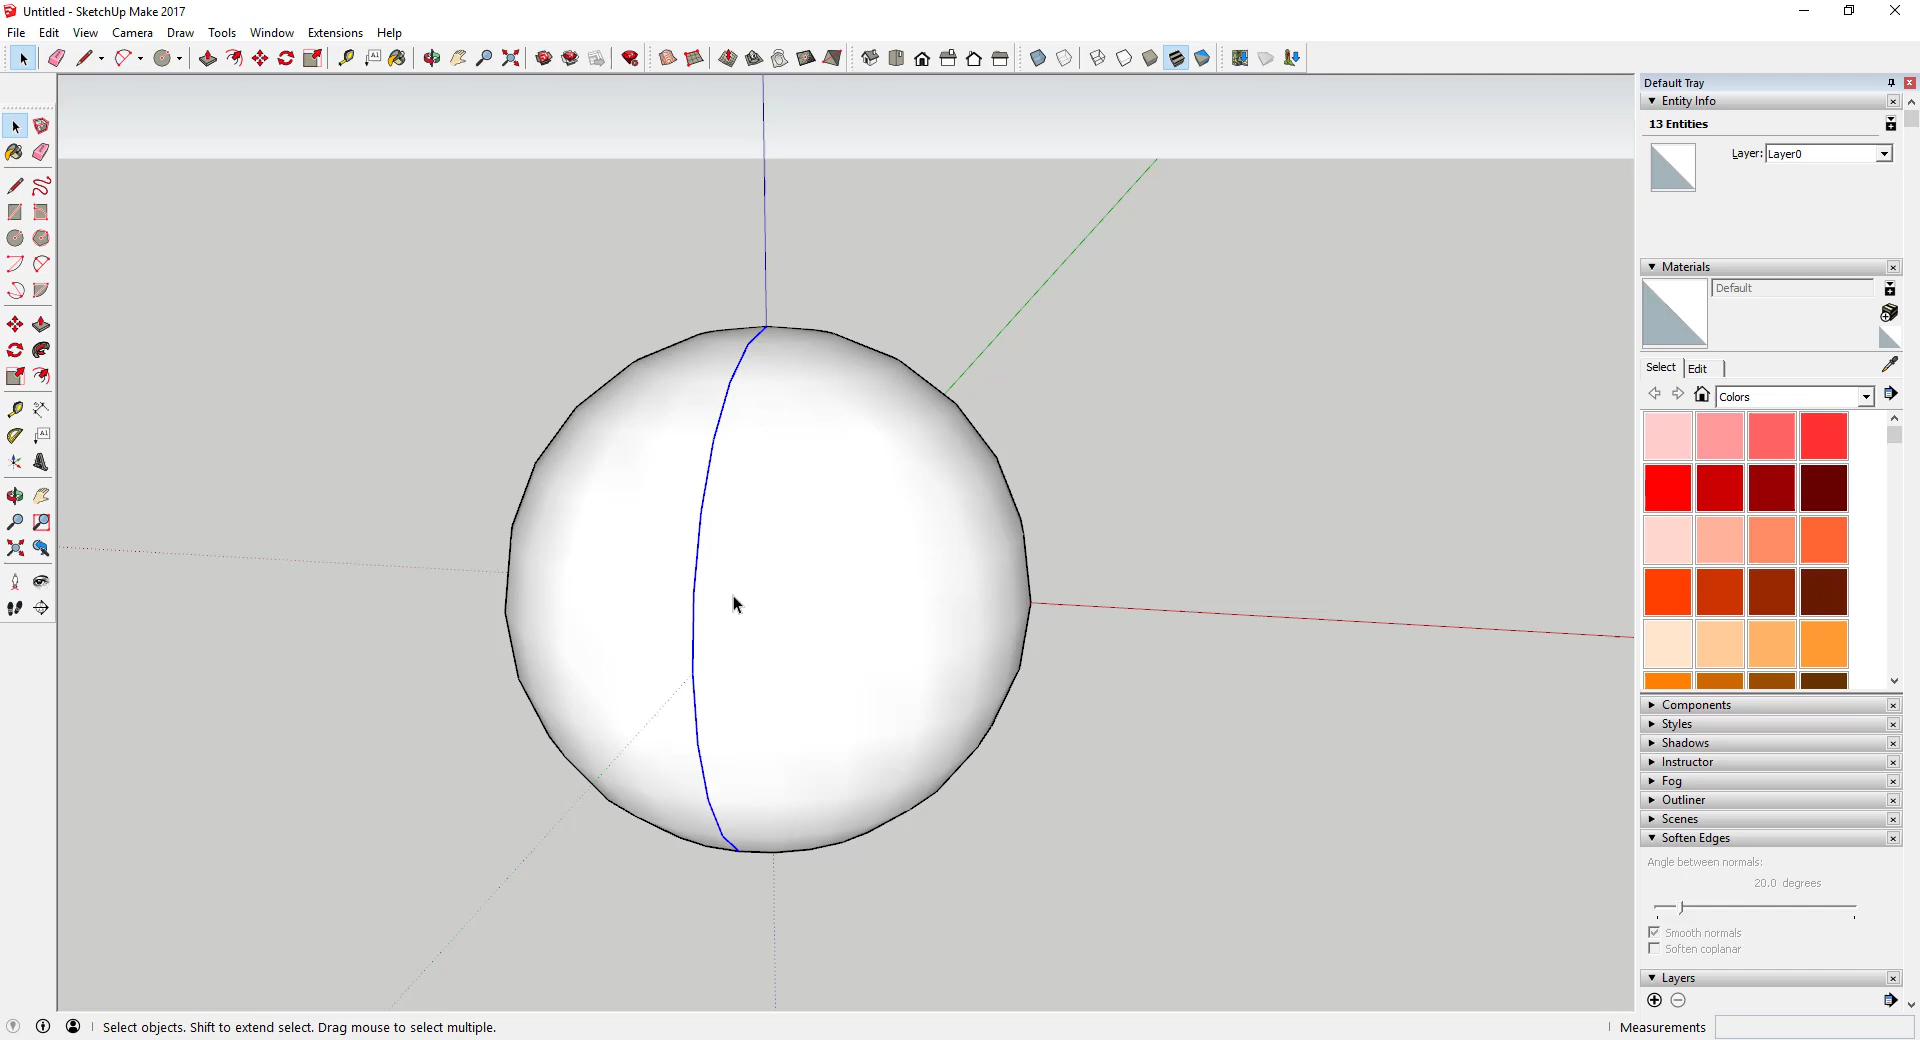 Untitled - SketchUp Make 2017
File Edit View Camera Draw Tools Window Extensions Help
Default Tray
Entity Info
13 Entities
Layer: Layer0
Materials
Default
Select Edit
Colors
Components
Styles
Shadows
Instructor
Fog
Outliner
Scenes
Soften Edges
Angle between normals:
20.0 degrees
Smooth normals
Soften coplanar
Layers
Select objects. Shift to extend select. Drag mouse to select multiple.
Measurements